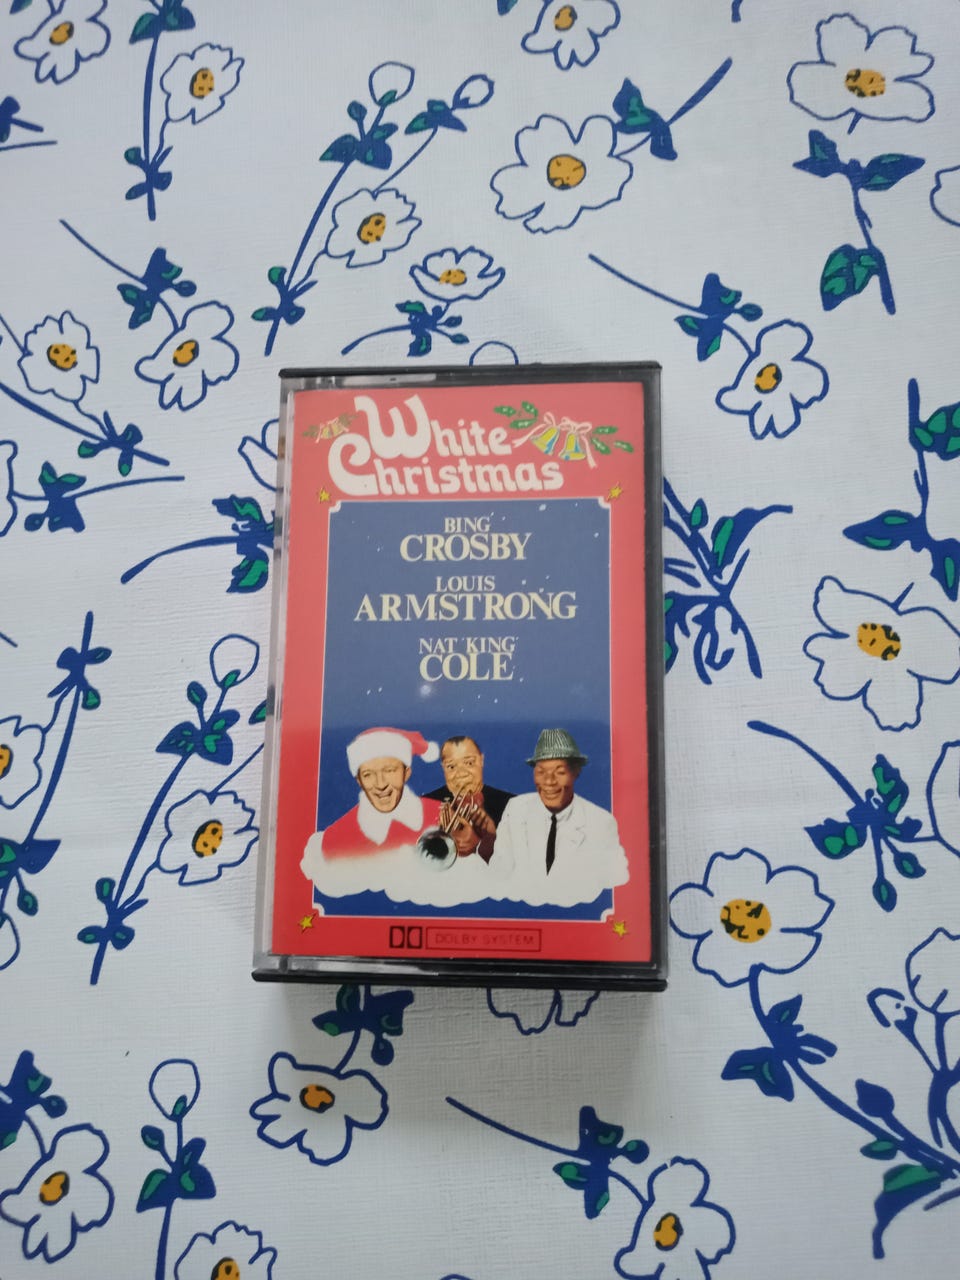 White
Christmas
BING
CROSBY
LOUIS
ARMSTRONG
NAT KING
COLE
DOLBY SYSTEM